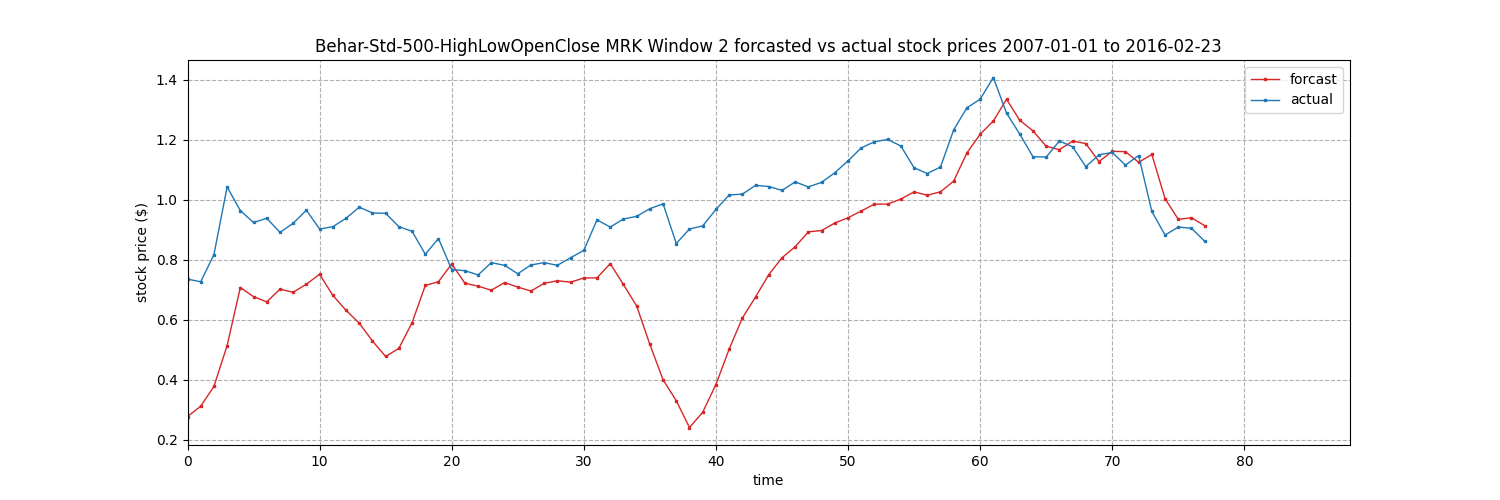 Behar-Std-500-HighLowOpenClose MRK Window 2 forcasted vs actual stock prices 2007-01-01 to 2016-02-23
forcast
actual
1.4
1.2
1.0
0.8
0.6
0.4
0.2
stock price ($)
0 10 20 30 40 50 60 70 80
time